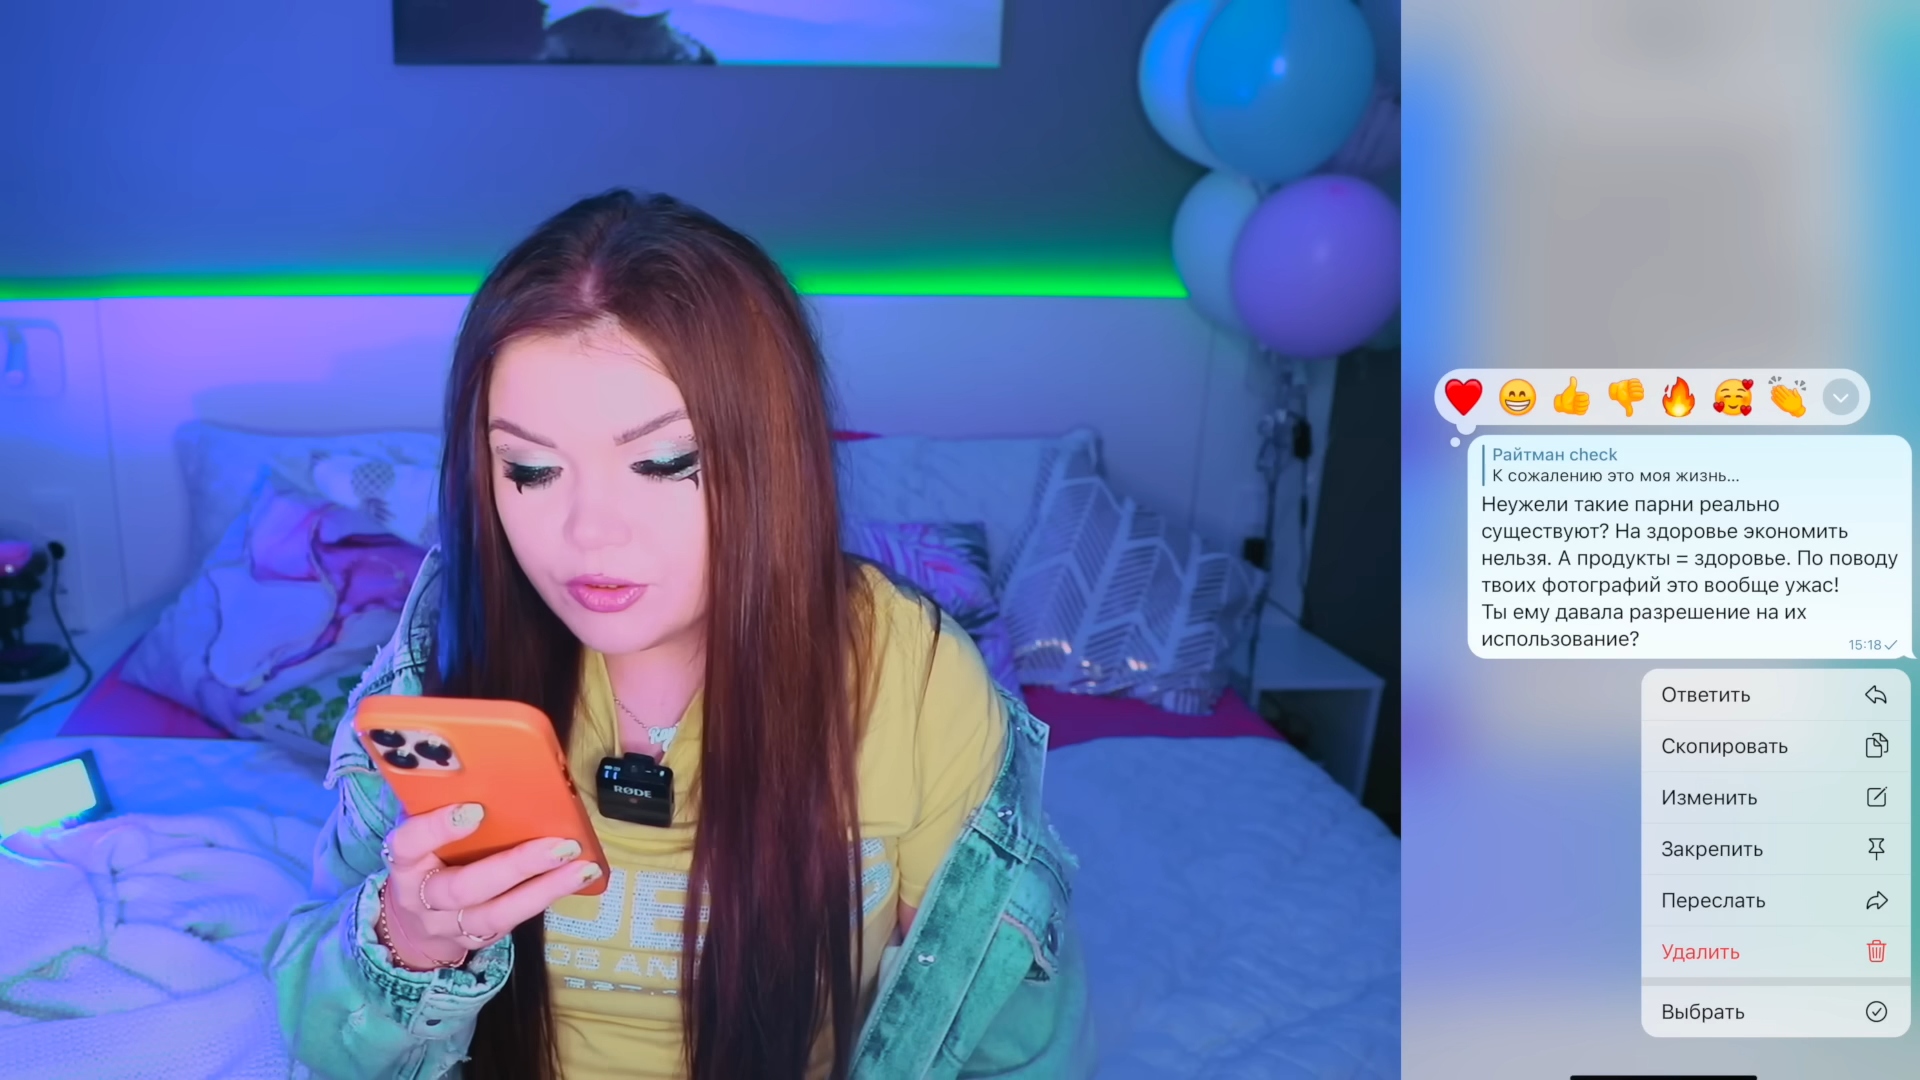 RØDE
Райтман check
К сожалению это моя жизнь...
Неужели такие парни реально
существуют? На здоровье экономить
нельзя. А продукты = здоровье. По поводу
твоих фотографий это вообще ужас!
Ты ему давала разрешение на их
использование?
15:18
Ответить
Скопировать
Изменить
Закрепить
Переслать
Удалить
Выбрать